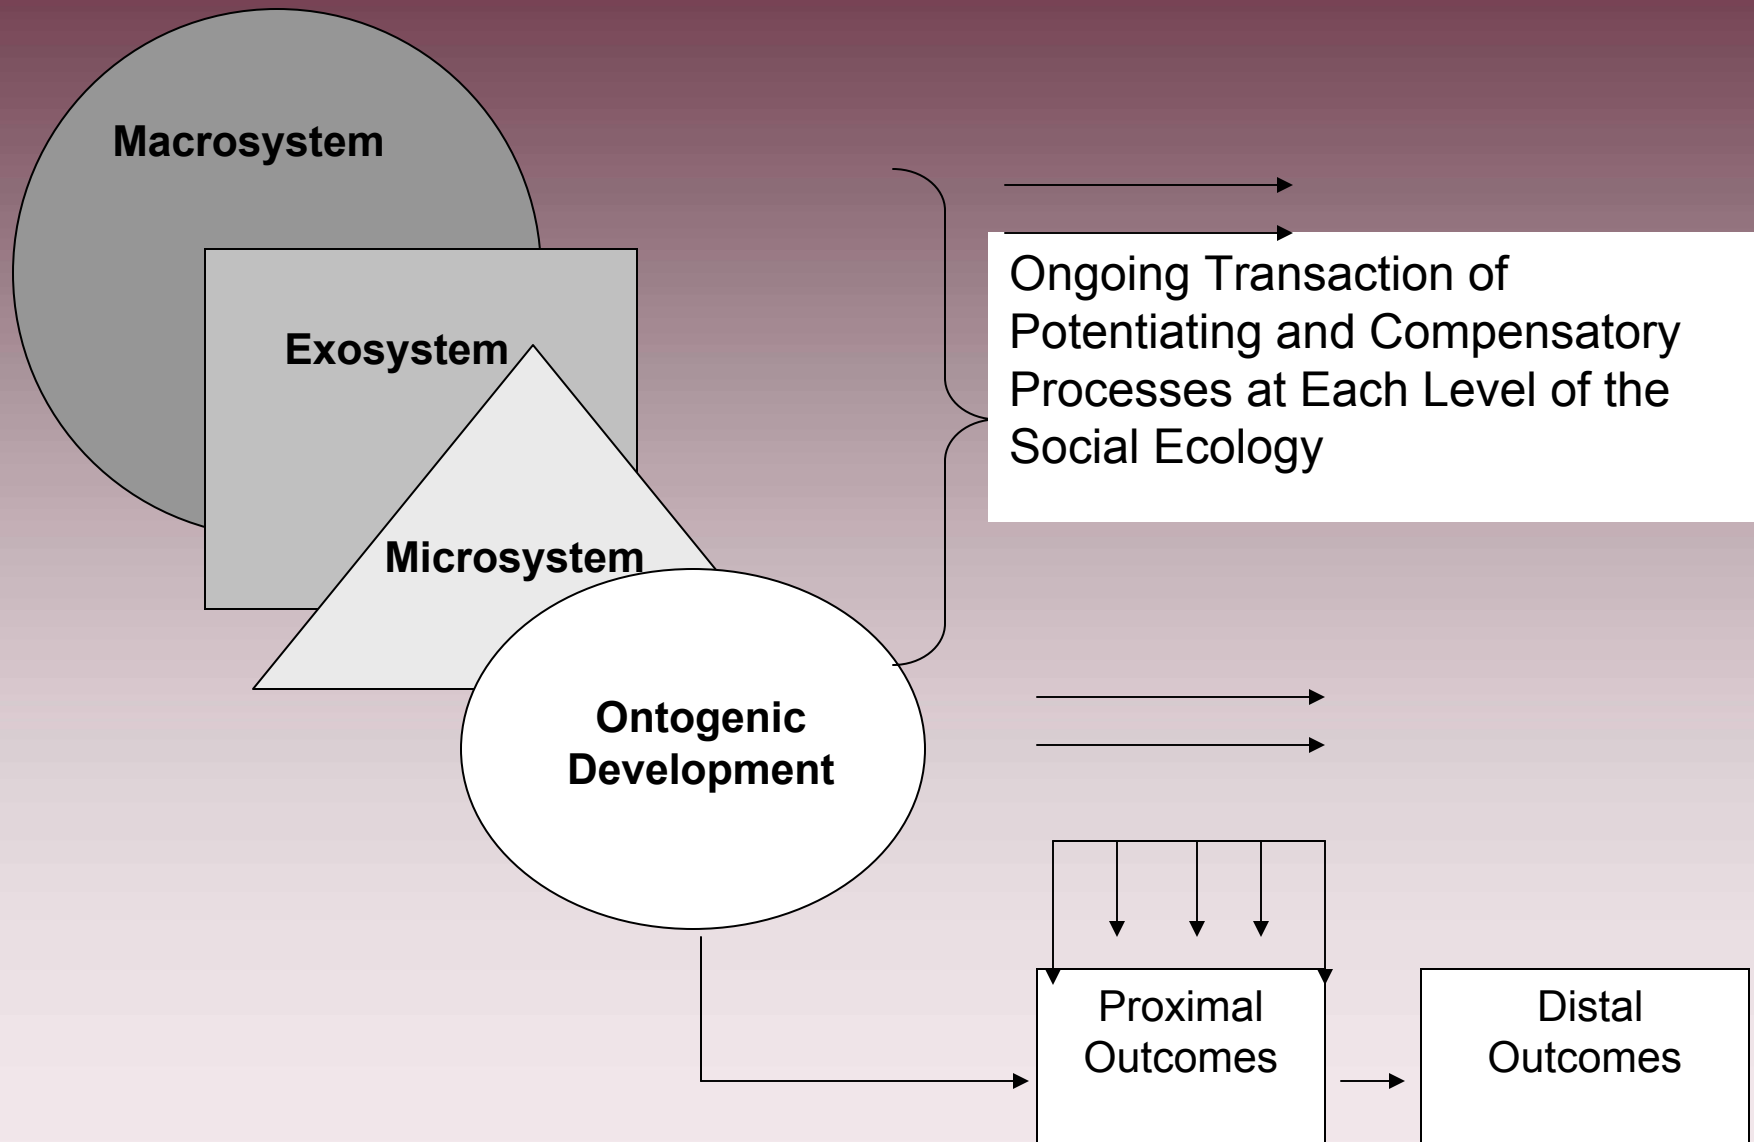 Macrosystem
Exosystem
Microsystem
Ontogenic
Development
Ongoing Transaction of
Potentiating and Compensatory
Processes at Each Level of the
Social Ecology
Proximal
Outcomes
Distal
Outcomes